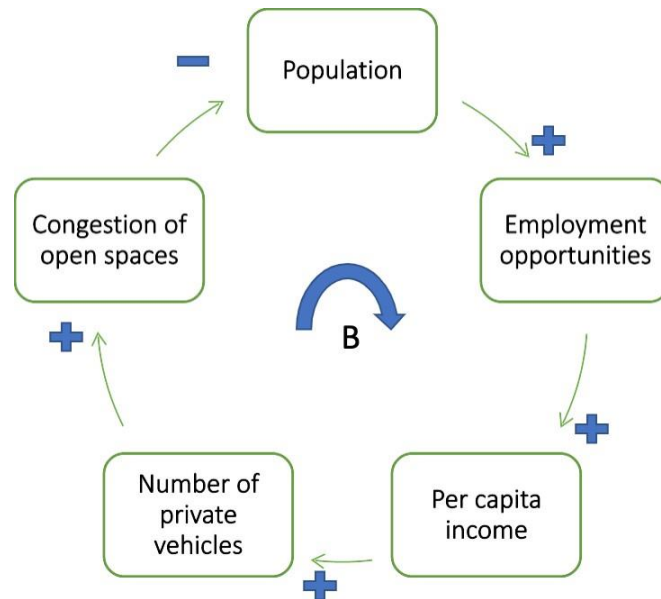 Population
Employment
opportunities
Per capita
income
Number of
private
vehicles
Congestion of
open spaces
B